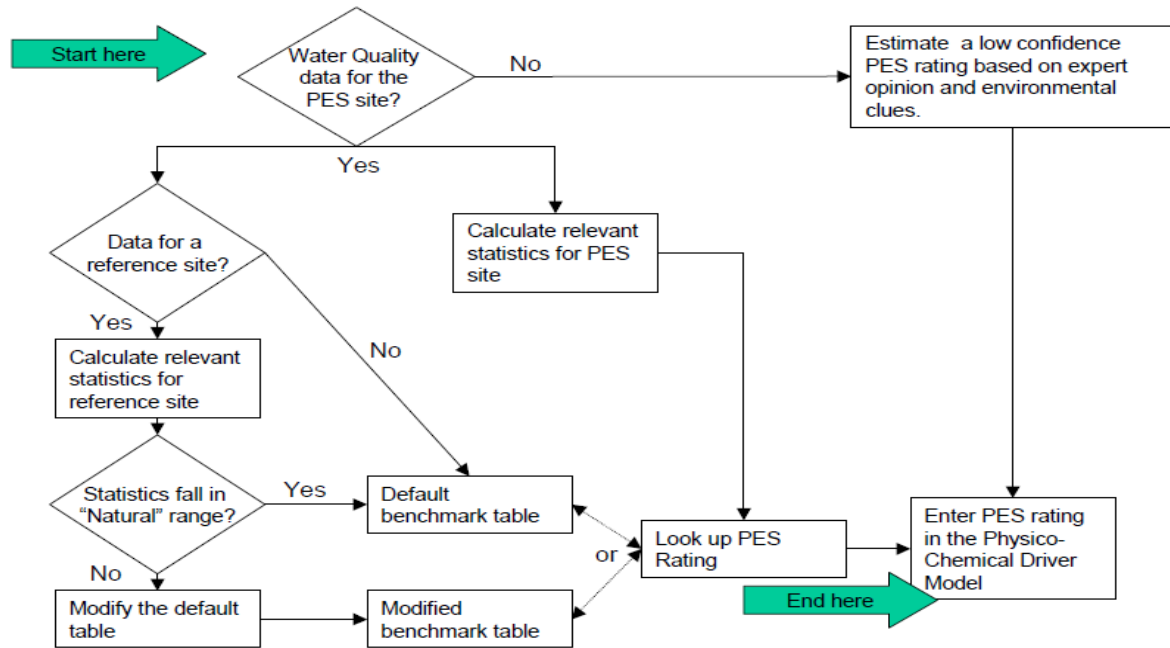 Start here
Water Quality
data for the
PES site?
No
Estimate  a low confidence
PES rating based on expert
opinion and environmental
clues.
Yes
Data for a
reference site?
Calculate relevant
statistics for PES
site
Yes
No
Calculate relevant
statistics for
reference site
Statistics fall in
“Natural” range?
Yes
Default
benchmark table
or
Look up PES
Rating
Enter PES rating
in the Physico-
Chemical Driver
Model
No
Modify the default
table
Modified
benchmark table
End here